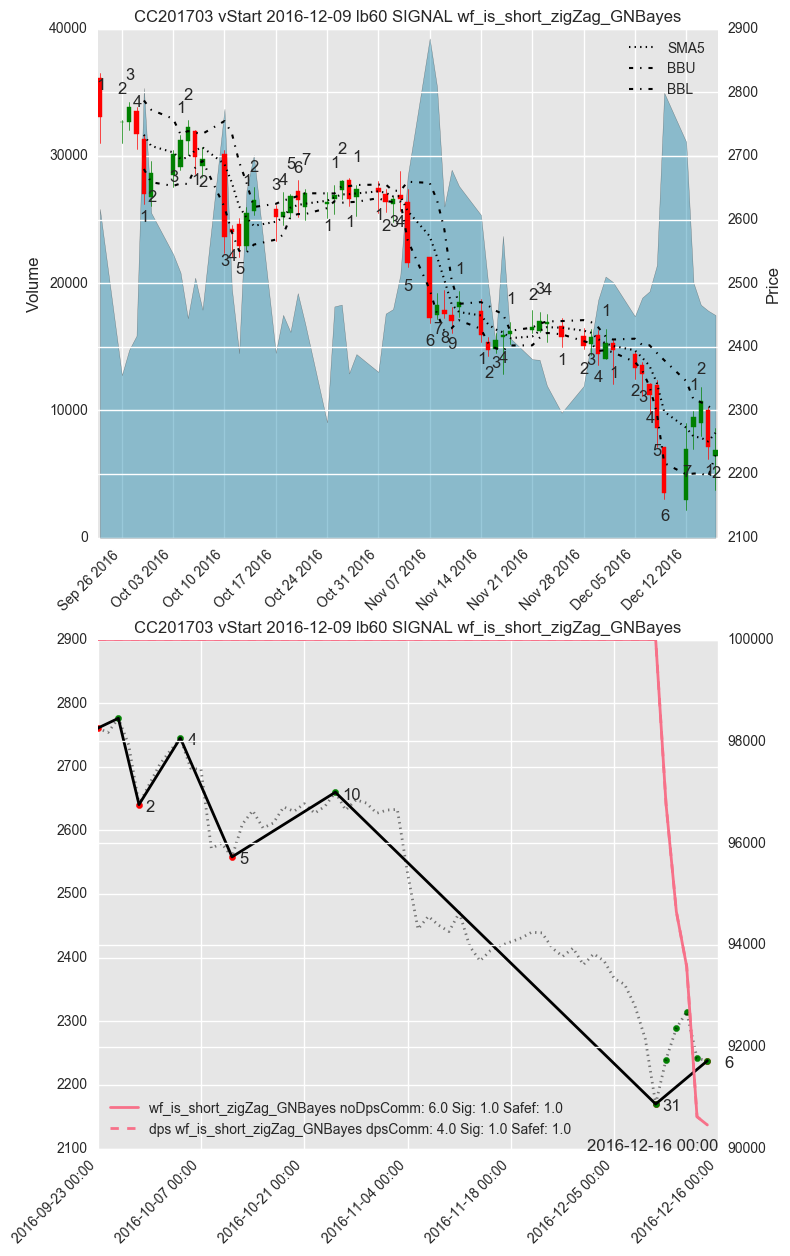 CC201703 vStart 2016-12-09 lb60 SIGNAL wf_is_short_zigZag_GNBayes
40000
30000
20000
10000
0
Volume
2900
2800
2700
2600
2500
2400
2300
2200
2100
Price
SMA5
BBU
BBL
Sep 26 2016
Oct 03 2016
Oct 10 2016
Oct 17 2016
Oct 24 2016
Oct 31 2016
Nov 07 2016
Nov 14 2016
Nov 21 2016
Nov 28 2016
Dec 05 2016
Dec 12 2016
CC201703 vStart 2016-12-09 lb60 SIGNAL wf_is_short_zigZag_GNBayes
2900
2800
2700
2600
2500
2400
2300
2200
2100
100000
98000
96000
94000
92000
90000
2
4
5
10
31
6
wf_is_short_zigZag_GNBayes noDpsComm: 6.0 Sig: 1.0 Safef: 1.0
dps wf_is_short_zigZag_GNBayes dpsComm: 4.0 Sig: 1.0 Safef: 1.0
2016-12-16 00:00
2016-09-23 00:00
2016-10-07 00:00
2016-10-21 00:00
2016-11-04 00:00
2016-11-18 00:00
2016-12-05 00:00
2016-12-16 00:00